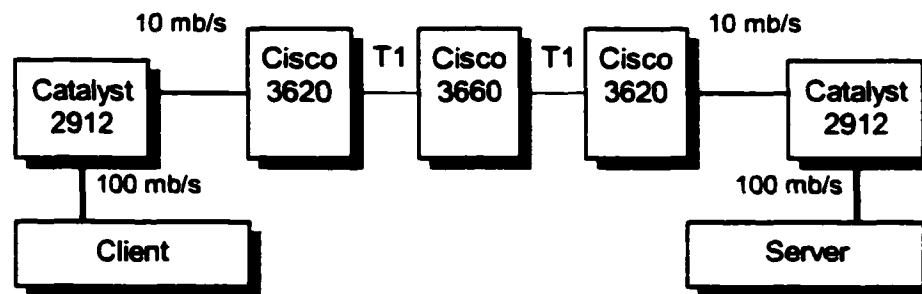 10 mb/s
Cisco
3620
T1
Cisco
3660
T1
Cisco
3620
10 mb/s
Catalyst
2912
Catalyst
2912
100 mb/s
100 mb/s
Client
Server